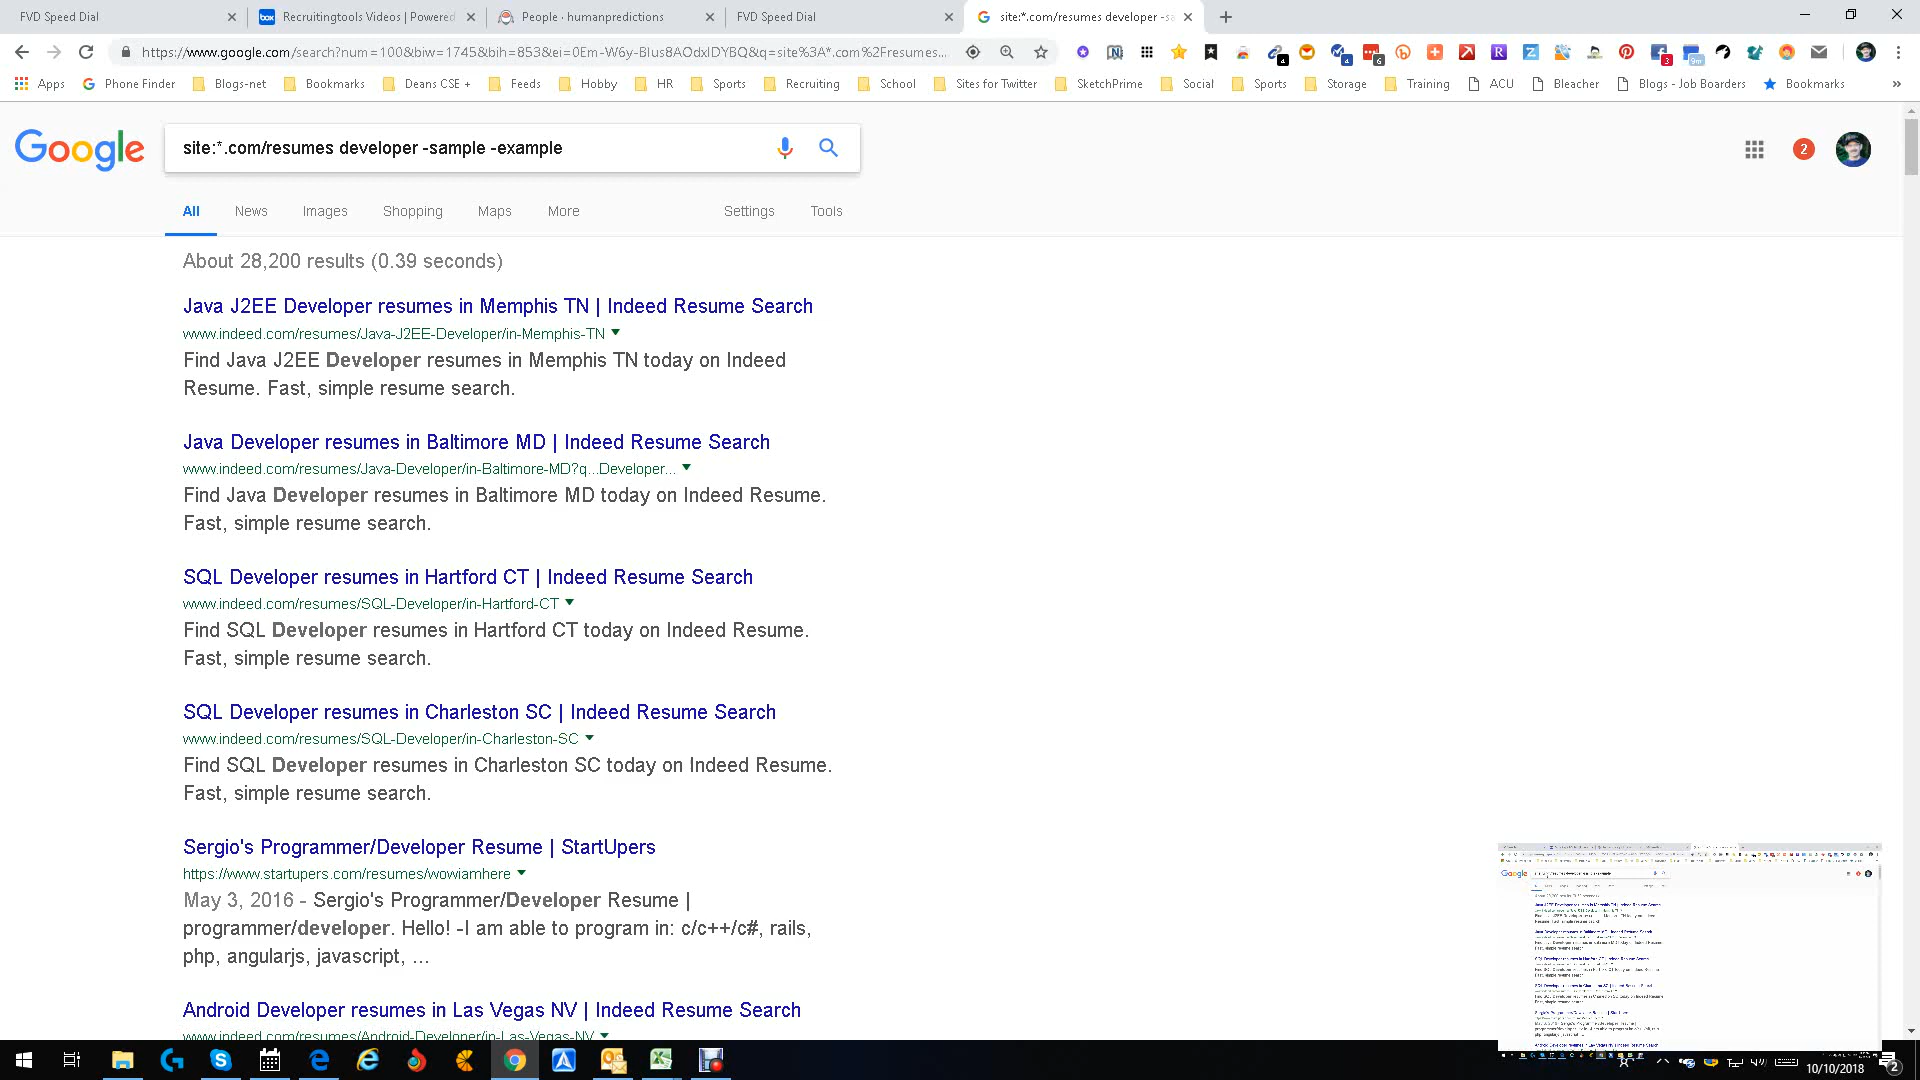 FVD Speed Dial
Recruitingtools Videos | Powered
People · humanpredictions
FVD Speed Dial
site:*.com/resumes developer -sa
https://www.google.com/search?num=100&biw=1745&bih=853&ei=0Em-W6y-BIus8AOdxIDYBQ&q=site%3A*.com%2Fresumes...
Apps
Phone Finder
Blogs-net
Bookmarks
Deans CSE +
Feeds
Hobby
HR
Sports
Recruiting
School
Sites for Twitter
SketchPrime
Social
Sports
Storage
Training
ACU
Bleacher
Blogs - Job Boarders
Bookmarks
Google
site:*.com/resumes developer -sample -example
2
All
News
Images
Shopping
Maps
More
Settings
Tools
About 28,200 results (0.39 seconds)
Java J2EE Developer resumes in Memphis TN | Indeed Resume Search
www.indeed.com/resumes/Java-J2EE-Developer/in-Memphis-TN
Find Java J2EE Developer resumes in Memphis TN today on Indeed
Resume. Fast, simple resume search.
Java Developer resumes in Baltimore MD | Indeed Resume Search
www.indeed.com/resumes/Java-Developer/in-Baltimore-MD?q...Developer...
Find Java Developer resumes in Baltimore MD today on Indeed Resume.
Fast, simple resume search.
SQL Developer resumes in Hartford CT | Indeed Resume Search
www.indeed.com/resumes/SQL-Developer/in-Hartford-CT
Find SQL Developer resumes in Hartford CT today on Indeed Resume.
Fast, simple resume search.
SQL Developer resumes in Charleston SC | Indeed Resume Search
www.indeed.com/resumes/SQL-Developer/in-Charleston-SC
Find SQL Developer resumes in Charleston SC today on Indeed Resume.
Fast, simple resume search.
Sergio's Programmer/Developer Resume | StartUpers
https://www.startupers.com/resumes/wowiamhere
May 3, 2016 - Sergio's Programmer/Developer Resume |
programmer/developer. Hello! -I am able to program in: c/c++/c#, rails,
php, angularjs, javascript, ...
Android Developer resumes in Las Vegas NV | Indeed Resume Search
www.indeed.com/resumes/Android-Developer/in-Las-Vegas-NV
10/10/2018
2